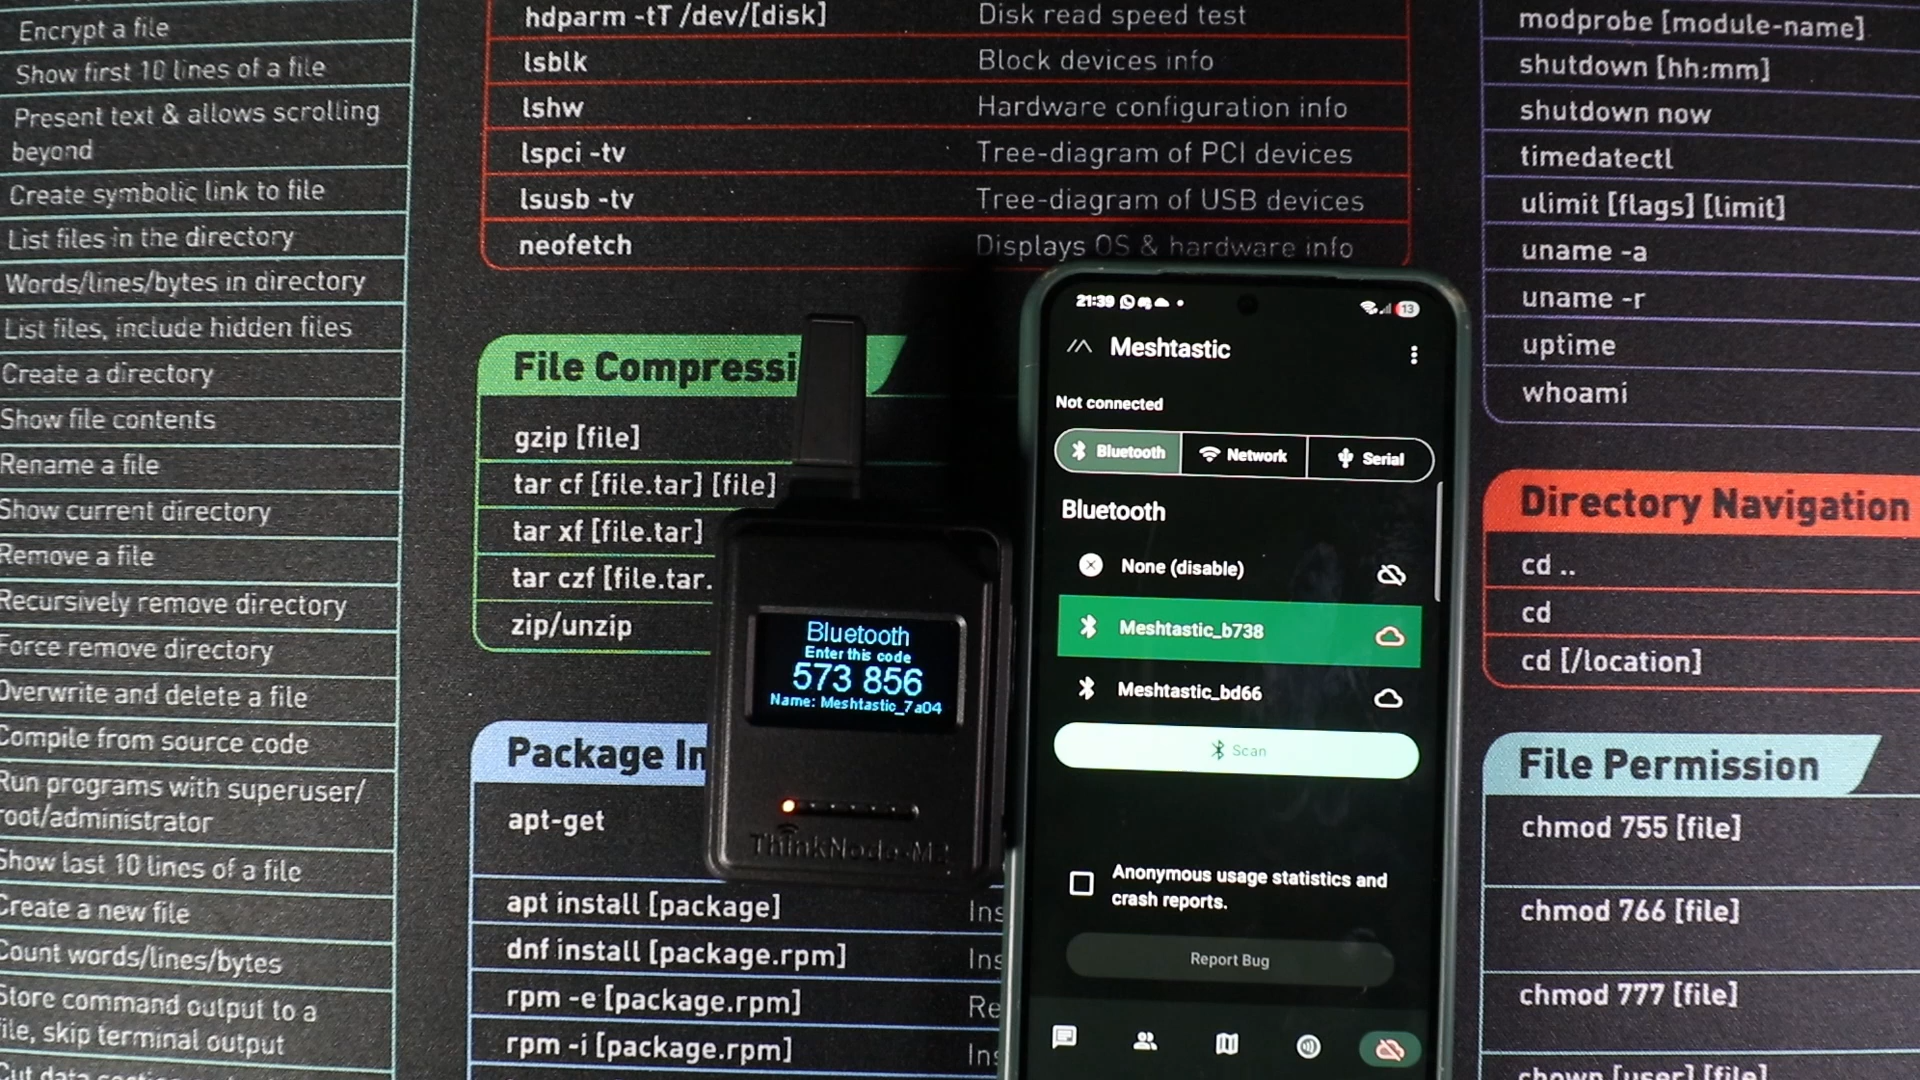 Encrypt a file
Show first 10 lines of a file
Present text & allows scrolling
beyond
Create symbolic link to file
List files in the directory
Words/lines/bytes in directory
List files, include hidden files
Create a directory
Show file contents
Rename a file
Show current directory
Remove a file
Recursively remove directory
Force remove directory
Overwrite and delete a file
Compile from source code
Run programs with superuser/
root/administrator
Show last 10 lines of a file
Create a new file
Count words/lines/bytes
Store command output to a
file, skip terminal output
hdparm -tT /dev/[disk] Disk read speed test
lsblk Block devices info
lshw Hardware configuration info
lspci -tv Tree-diagram of PCI devices
lsusb -tv Tree-diagram of USB devices
neofetch Displays OS & hardware info
File Compressi
gzip [file]
tar cf [file.tar] [file]
tar xf [file.tar]
tar czf [file.tar.
zip/unzip
Package In
apt-get
apt install [package] Ins
dnf install [package.rpm] Ins
rpm -e [package.rpm] Re
rpm -i [package.rpm] Ins
Bluetooth
Enter this code
573 856
Name: Meshtastic_7a04
21:39 13
Meshtastic
Not connected
Bluetooth Network Serial
Bluetooth
None (disable)
Meshtastic_b738
Meshtastic_bd66
Scan
Anonymous usage statistics and
crash reports.
Report Bug
modprobe [module-name]
shutdown [hh:mm]
shutdown now
timedatectl
ulimit [flags] [limit]
uname -a
uname -r
uptime
whoami
Directory Navigation
cd ..
cd
cd [/location]
File Permission
chmod 755 [file]
chmod 766 [file]
chmod 777 [file]
chown [user] [file]